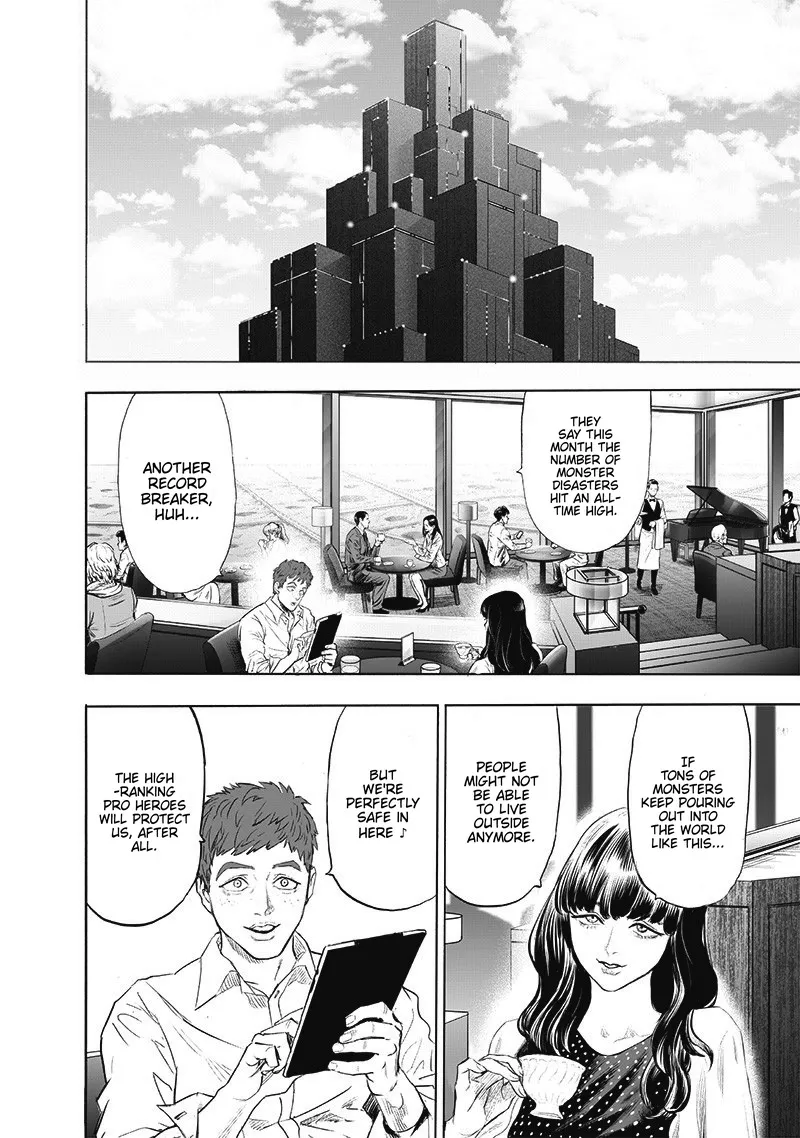 THEY
SAY THIS
MONTH THE
NUMBER OF
MONSTER
DISASTERS
HIT AN ALL-
TIME HIGH.
ANOTHER
RECORD
BREAKER,
HUH...
IF
TONS OF
MONSTERS
KEEP POURING
OUT INTO
THE WORLD
LIKE THIS...
PEOPLE
MIGHT NOT
BE ABLE
TO LIVE
OUTSIDE
ANYMORE.
BUT
WE'RE
PERFECTLY
SAFE IN
HERE ♪
THE HIGH
-RANKING
PRO HEROES
WILL PROTECT
US, AFTER
ALL.